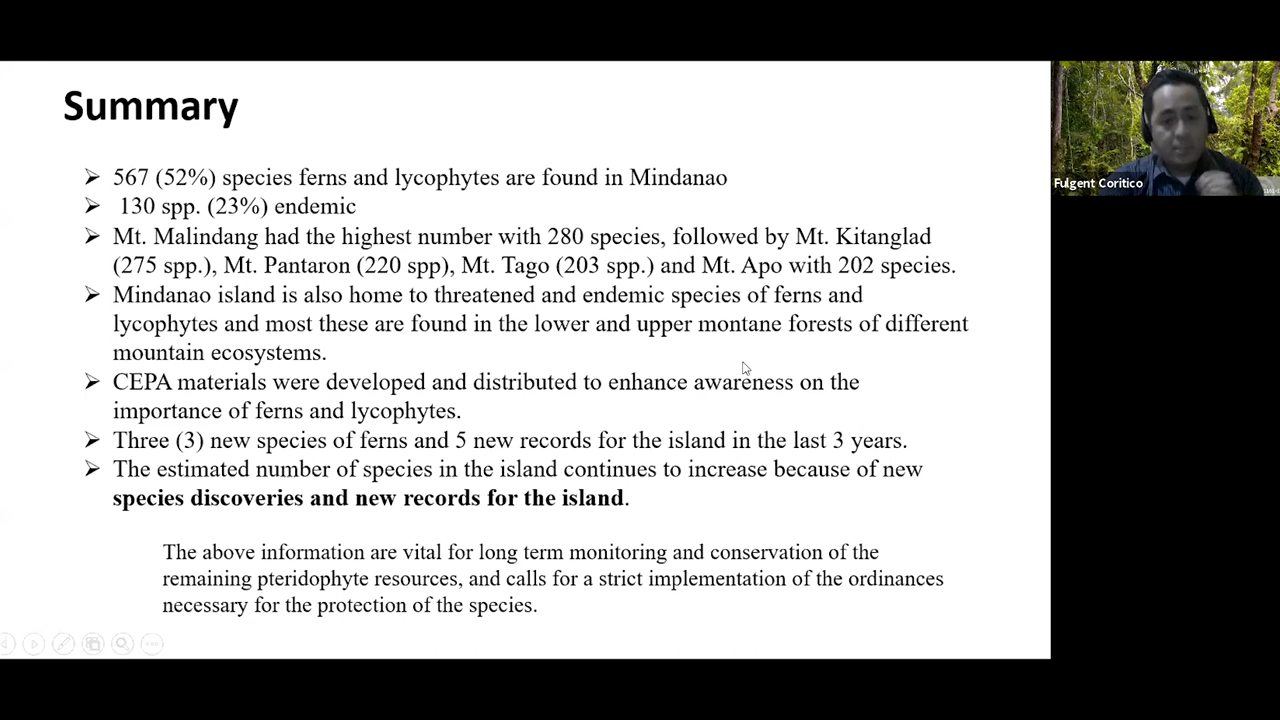 Summary
567 (52%) species ferns and lycophytes are found in Mindanao
130 spp. (23%) endemic
Mt. Malindang had the highest number with 280 species, followed by Mt. Kitanglad
(275 spp.), Mt. Pantaron (220 spp), Mt. Tago (203 spp.) and Mt. Apo with 202 species.
Mindanao island is also home to threatened and endemic species of ferns and
lycophytes and most these are found in the lower and upper montane forests of different
mountain ecosystems.
CEPA materials were developed and distributed to enhance awareness on the
importance of ferns and lycophytes.
Three (3) new species of ferns and 5 new records for the island in the last 3 years.
The estimated number of species in the island continues to increase because of new
species discoveries and new records for the island.
The above information are vital for long term monitoring and conservation of the
remaining pteridophyte resources, and calls for a strict implementation of the ordinances
necessary for the protection of the species.
Fulgent Coritico